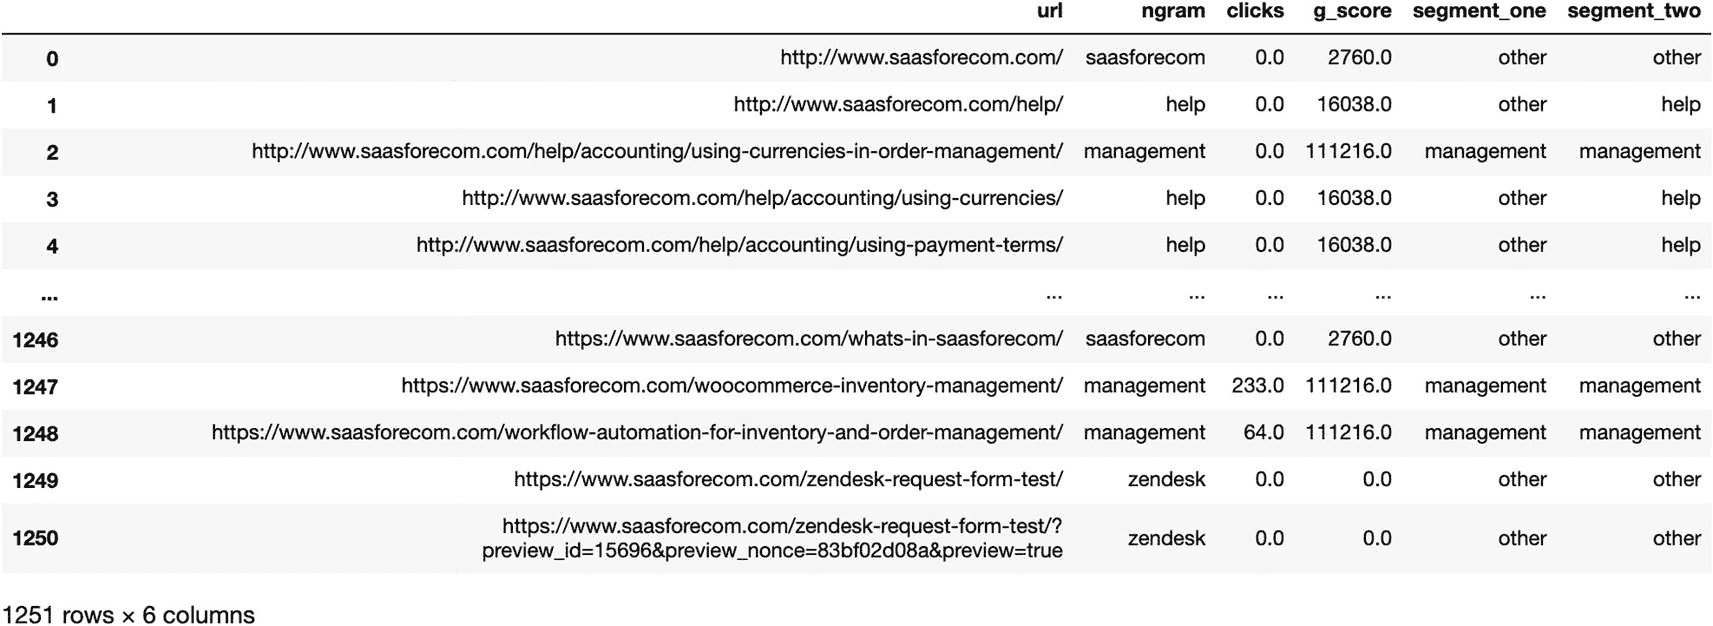 url ngram clicks g_score segment_one segment_two
0 http://www.saasforecom.com/ saasforecom 0.0 2760.0 other other
1 http://www.saasforecom.com/help/ help 0.0 16038.0 other help
2 http://www.saasforecom.com/help/accounting/using-currencies-in-order-management/ management 0.0 111216.0 management management
3 http://www.saasforecom.com/help/accounting/using-currencies/ help 0.0 16038.0 other help
4 http://www.saasforecom.com/help/accounting/using-payment-terms/ help 0.0 16038.0 other help
... ... ... ... ... ... ...
1246 https://www.saasforecom.com/whats-in-saasforecom/ saasforecom 0.0 2760.0 other other
1247 https://www.saasforecom.com/woocommerce-inventory-management/ management 233.0 111216.0 management management
1248 https://www.saasforecom.com/workflow-automation-for-inventory-and-order-management/ management 64.0 111216.0 management management
1249 https://www.saasforecom.com/zendesk-request-form-test/ zendesk 0.0 0.0 other other
1250 https://www.saasforecom.com/zendesk-request-form-test/?
preview_id=15696&preview_nonce=83bf02d08a&preview=true zendesk 0.0 0.0 other other
1251 rows × 6 columns